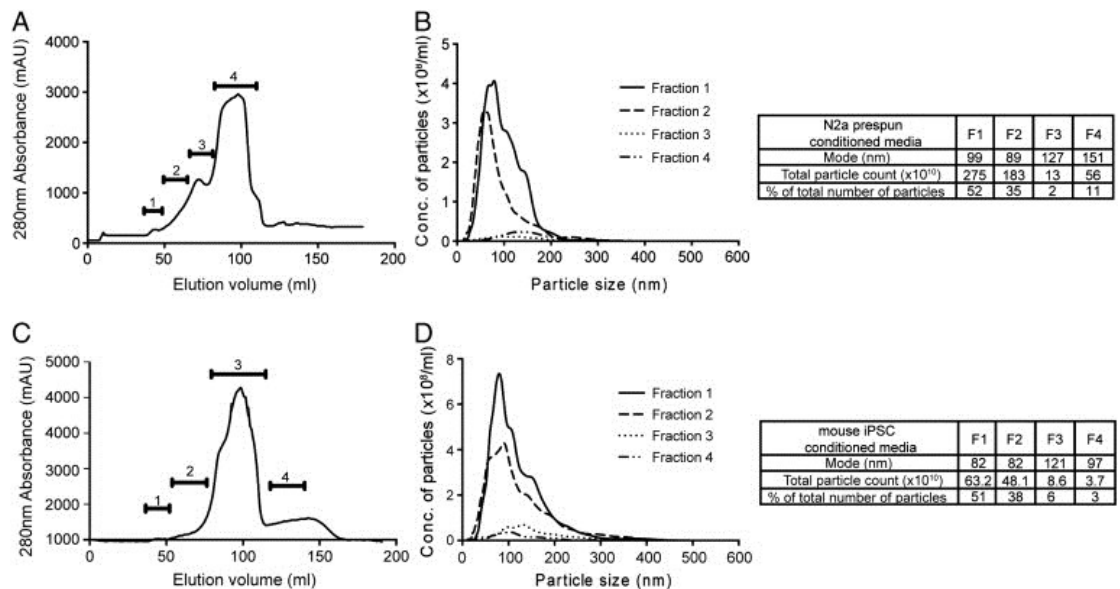 A
280nm Absorbance (mAU)
4000
3000
2000
1000
0
1
2
3
4
0
50
100
150
200
Elution volume (ml)
B
Conc. of particles (x10⁸/ml)
5
4
3
2
1
0
Fraction 1
Fraction 2
Fraction 3
Fraction 4
0
100
200
300
400
500
600
Particle size (nm)
N2a prespun conditioned media F1 F2 F3 F4
Mode (nm) 99 89 127 151
Total particle count (x10¹⁰) 275 183 13 56
% of total number of particles 52 35 2 11
C
280nm Absorbance (mAU)
5000
4000
3000
2000
1000
1
2
3
4
0
50
100
150
200
Elution volume (ml)
D
Conc. of particles (x10⁸/ml)
8
6
4
2
0
Fraction 1
Fraction 2
Fraction 3
Fraction 4
0
100
200
300
400
500
600
Particle size (nm)
mouse iPSC conditioned media F1 F2 F3 F4
Mode (nm) 82 82 121 97
Total particle count (x10¹⁰) 63.2 48.1 8.6 3.7
% of total number of particles 51 38 6 3